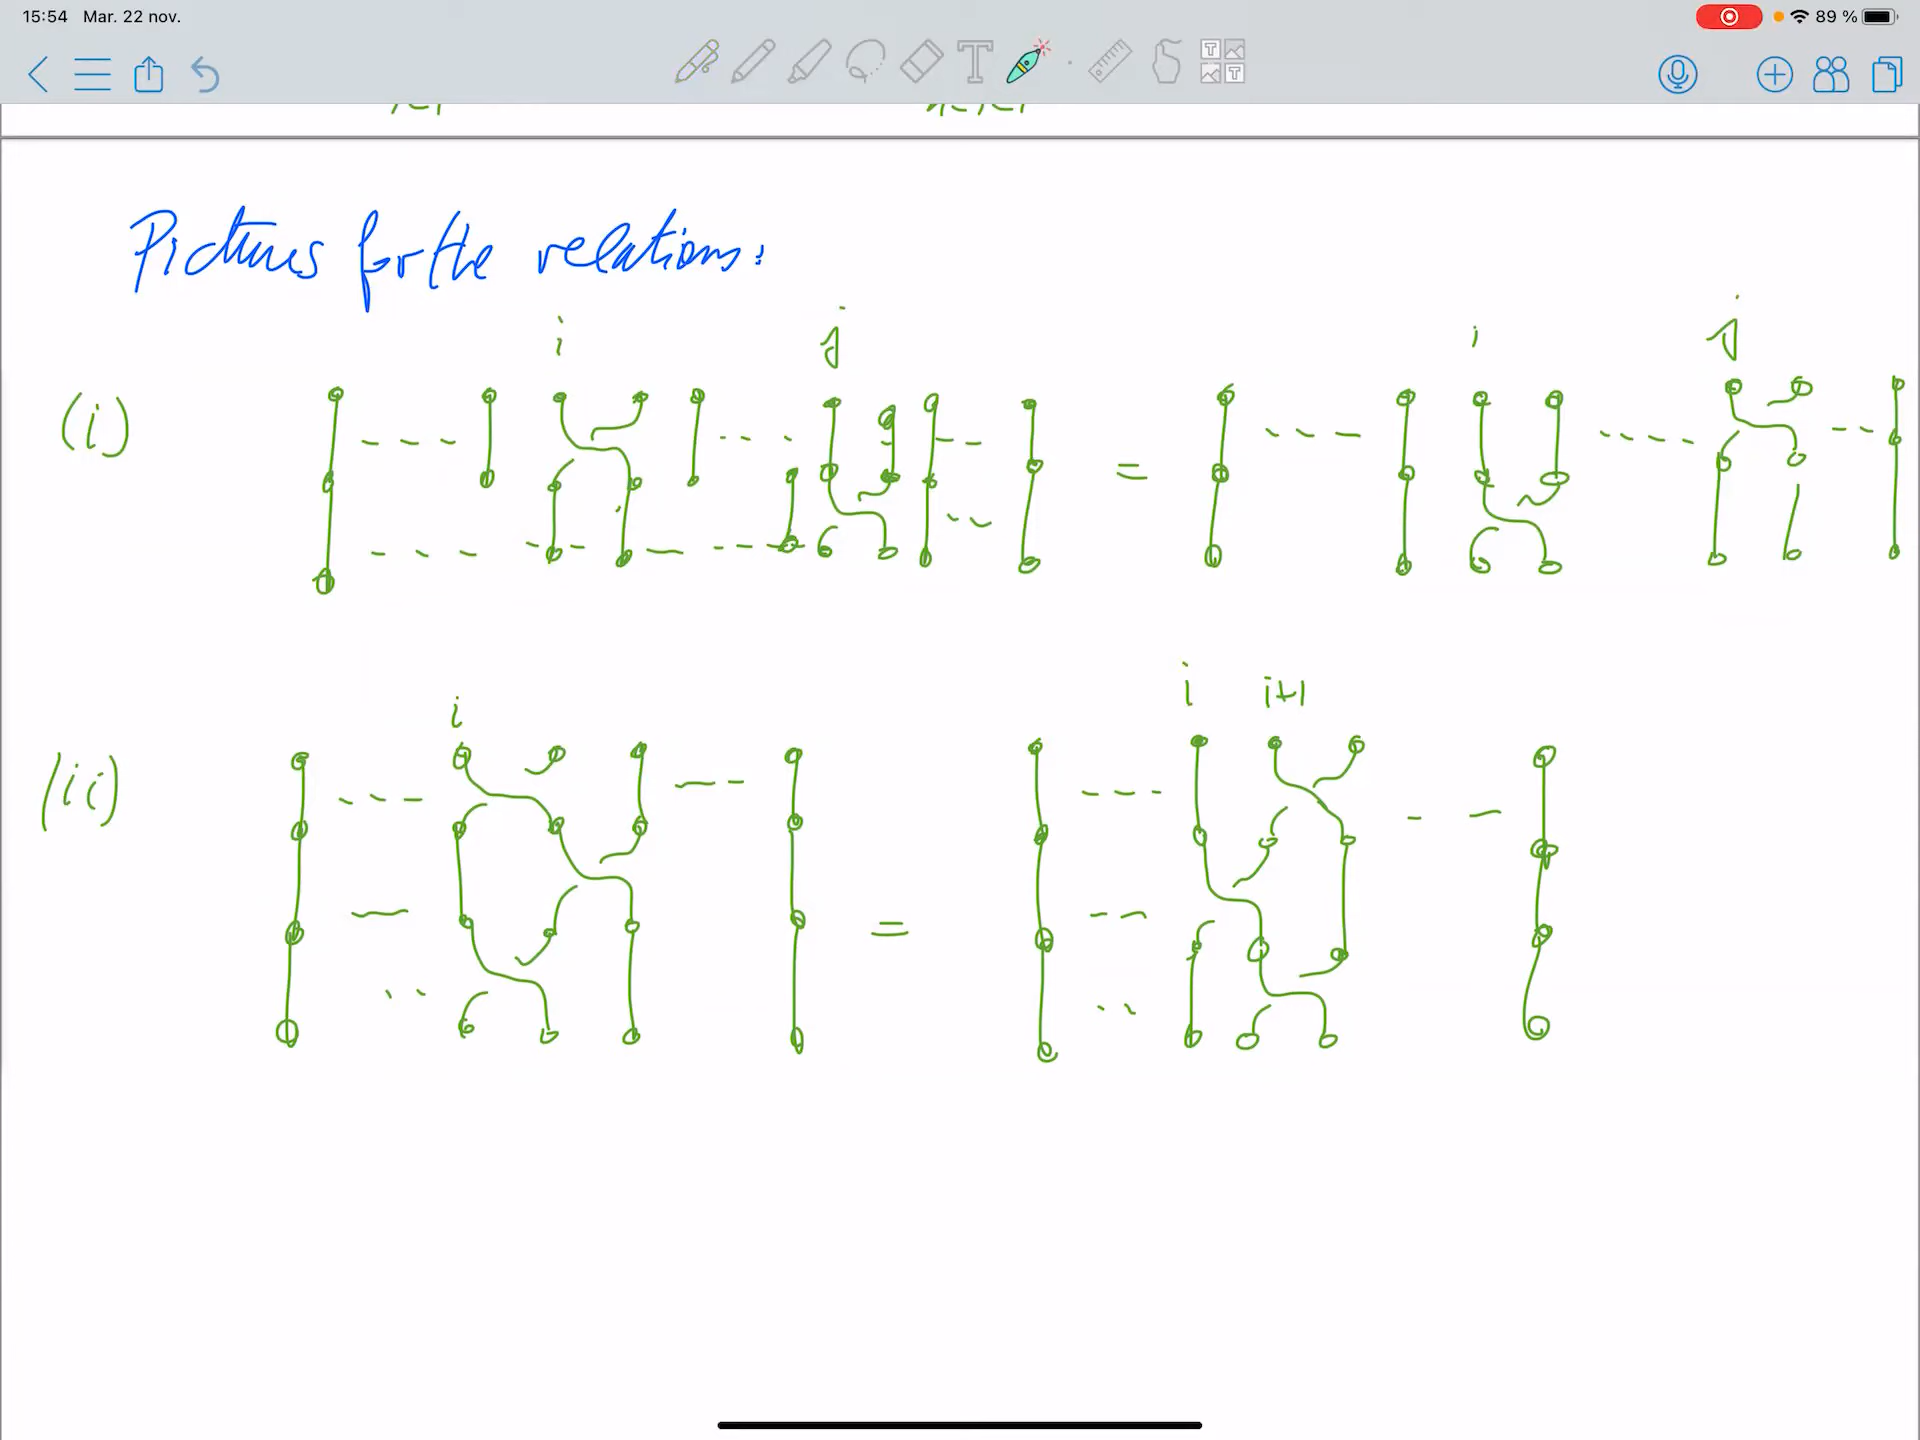 15:54 Mar. 22 nov. 89 %
Pictures for the relations:
i j i j
(i) =
i i i+1
(ii) =